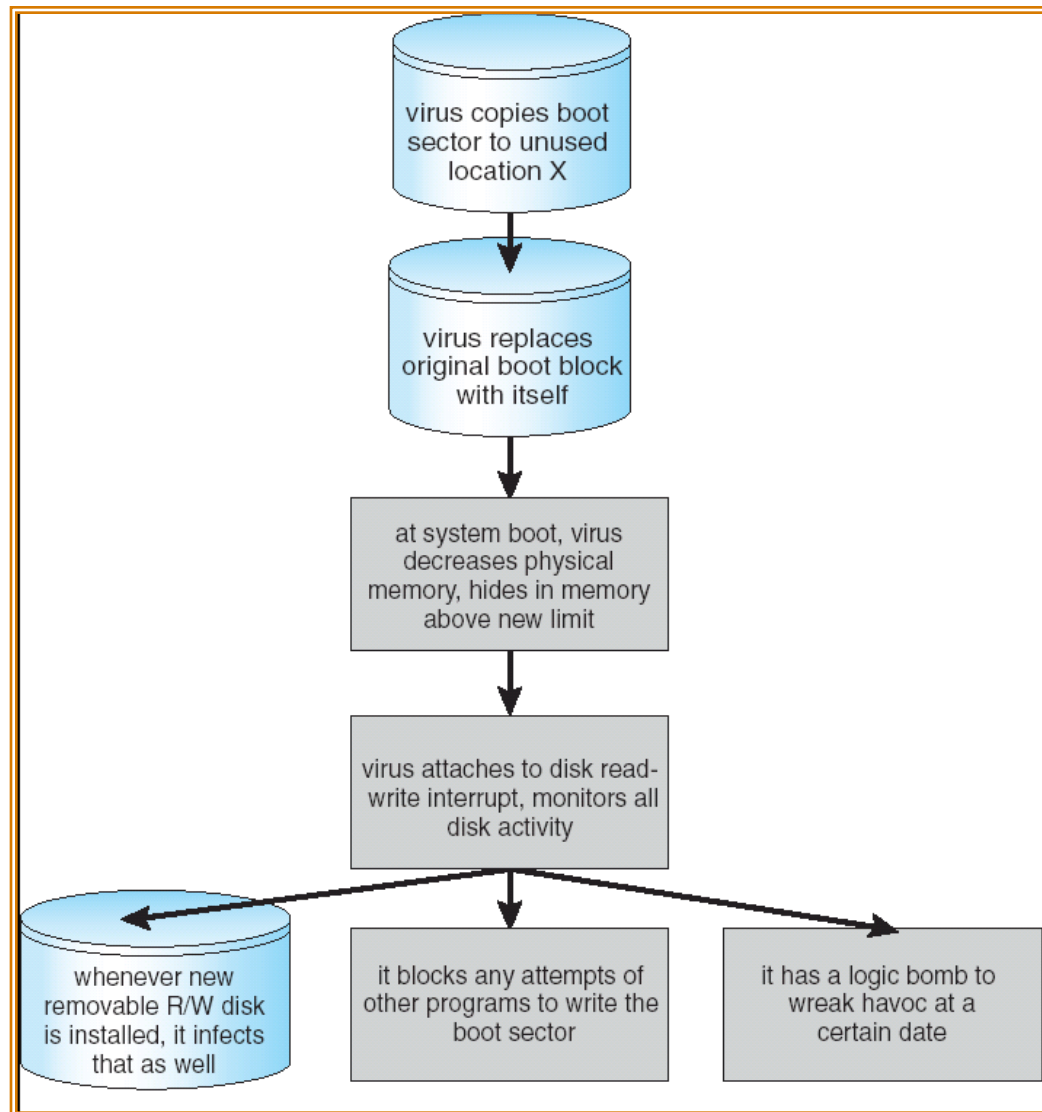 virus copies boot
sector to unused
location X
virus replaces
original boot block
with itself
at system boot, virus
decreases physical
memory, hides in memory
above new limit
virus attaches to disk read-
write interrupt, monitors all
disk activity
whenever new
removable R/W disk
is installed, it infects
that as well
it blocks any attempts of
other programs to write the
boot sector
it has a logic bomb to
wreak havoc at a
certain date